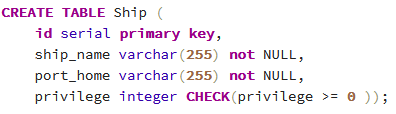 CREATE TABLE Ship (
    id serial primary key,
    ship_name varchar(255) not NULL,
    port_home varchar(255) not NULL,
    privilege integer CHECK(privilege >= 0 ));